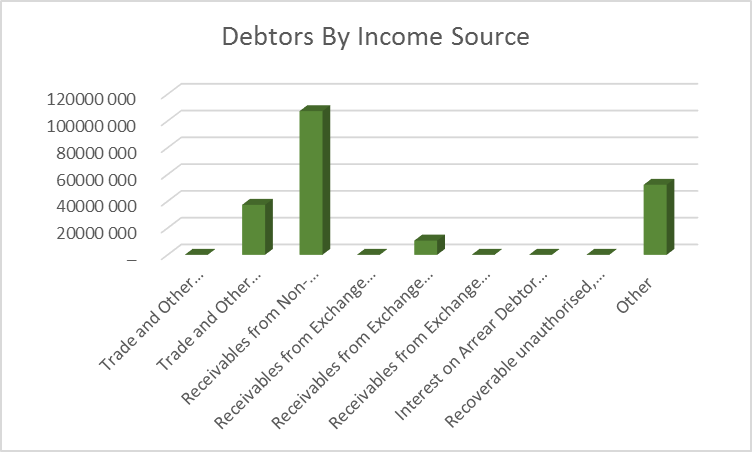 Debtors By Income Source
120000 000
100000 000
80000 000
60000 000
40000 000
20000 000
–
Trade and Other...
Trade and Other...
Receivables from Non-...
Receivables from Exchange...
Receivables from Exchange...
Receivables from Exchange...
Interest on Arrear Debtor...
Recoverable unauthorised,...
Other